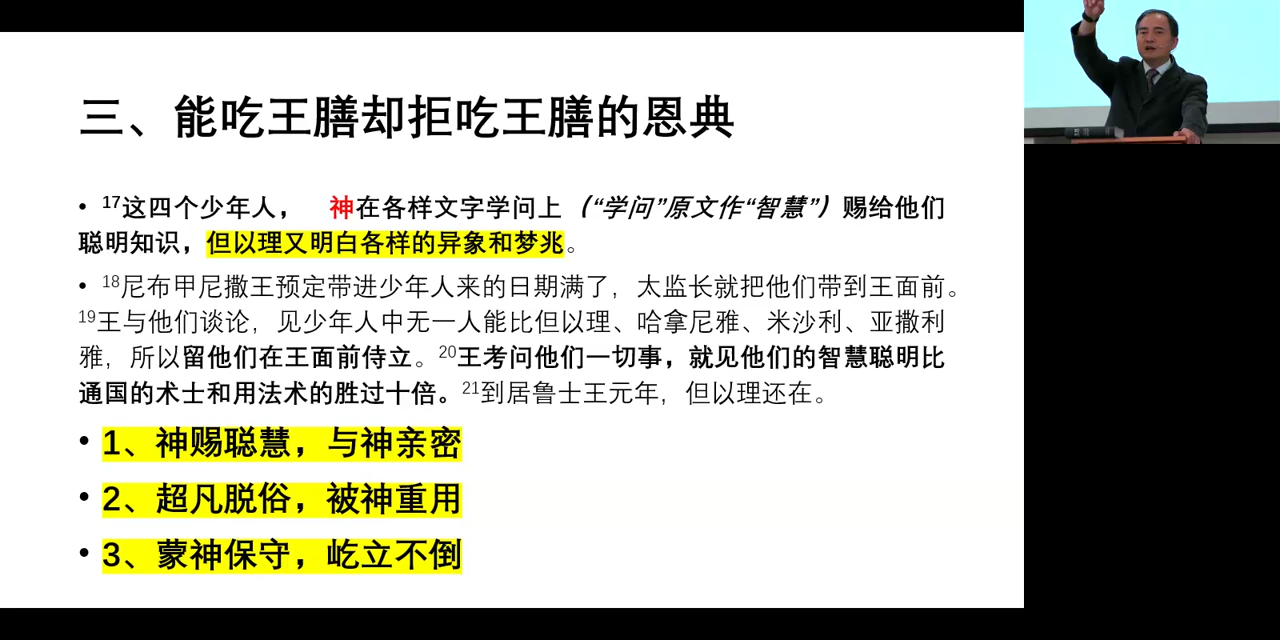 三、能吃王膳却拒吃王膳的恩典
• 17这四个少年人， 神在各样文字学问上（“学问”原文作“智慧”）赐给他们
聪明知识，但以理又明白各样的异象和梦兆。
• 18尼布甲尼撒王预定带进少年人来的日期满了，太监长就把他们带到王面前。
19王与他们谈论，见少年人中无一人能比但以理、哈拿尼雅、米沙利、亚撒利
雅，所以留他们在王面前侍立。20王考问他们一切事，就见他们的智慧聪明比
通国的术士和用法术的胜过十倍。21到居鲁士王元年，但以理还在。
• 1、神赐聪慧，与神亲密
• 2、超凡脱俗，被神重用
• 3、蒙神保守，屹立不倒